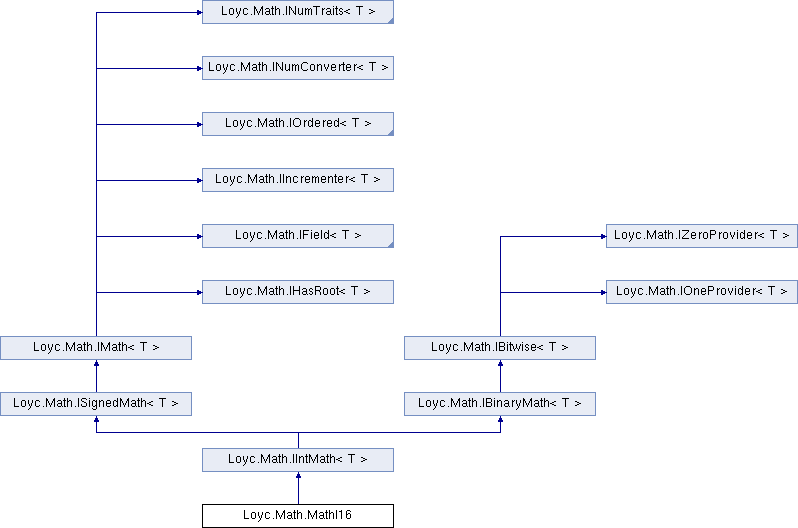 Loyc.Math.INumTraits< T >
Loyc.Math.INumConverter< T >
Loyc.Math.IOrdered< T >
Loyc.Math.IIncrementer< T >
Loyc.Math.IField< T >
Loyc.Math.IZeroProvider< T >
Loyc.Math.IHasRoot< T >
Loyc.Math.IOneProvider< T >
Loyc.Math.IMath< T >
Loyc.Math.IBitwise< T >
Loyc.Math.ISignedMath< T >
Loyc.Math.IBinaryMath< T >
Loyc.Math.IIntMath< T >
Loyc.Math.MathI16